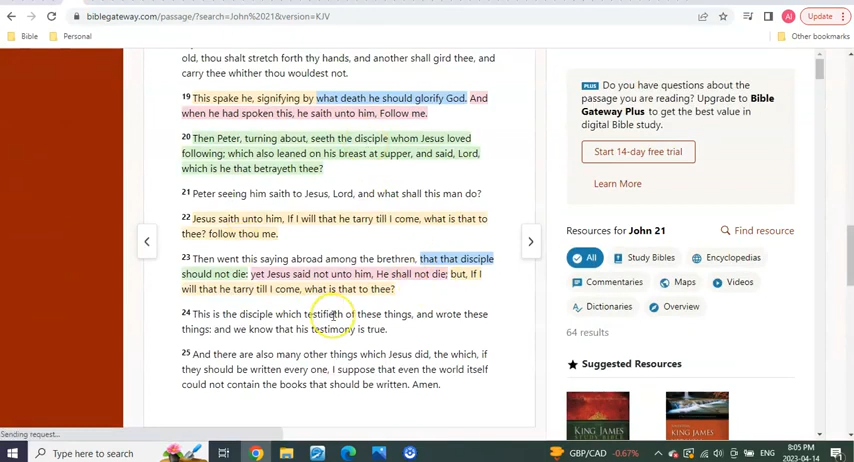 biblegateway.com/passage/?search=John%2021&version=KJV
AI
Update
Bible
Personal
Other bookmarks
old, thou shalt stretch forth thy hands, and another shall gird thee, and
carry thee whither thou wouldest not.
19 This spake he, signifying by what death he should glorify God. And
when he had spoken this, he saith unto him, Follow me.
20 Then Peter, turning about, seeth the disciple whom Jesus loved
following; which also leaned on his breast at supper, and said, Lord,
which is he that betrayeth thee?
21 Peter seeing him saith to Jesus, Lord, and what shall this man do?
22 Jesus saith unto him, If I will that he tarry till I come, what is that to
thee? follow thou me.
23 Then went this saying abroad among the brethren, that that disciple
should not die: yet Jesus said not unto him, He shall not die; but, If I
will that he tarry till I come, what is that to thee?
24 This is the disciple which testifieth of these things, and wrote these
things: and we know that his testimony is true.
25 And there are also many other things which Jesus did, the which, if
they should be written every one, I suppose that even the world itself
could not contain the books that should be written. Amen.
PLUS Do you have questions about the
passage you are reading? Upgrade to Bible
Gateway Plus to get the best value in
digital Bible study.
Start 14-day free trial
Learn More
Resources for John 21
Find resource
All
Study Bibles
Encyclopedias
Commentaries
Maps
Videos
Dictionaries
Overview
64 results
Suggested Resources
KING JAMES
STUDY BIBLE
KING JAMES
Sending request...
Type here to search
GBP/CAD -0.67%
ENG
8:05 PM
2023-04-14